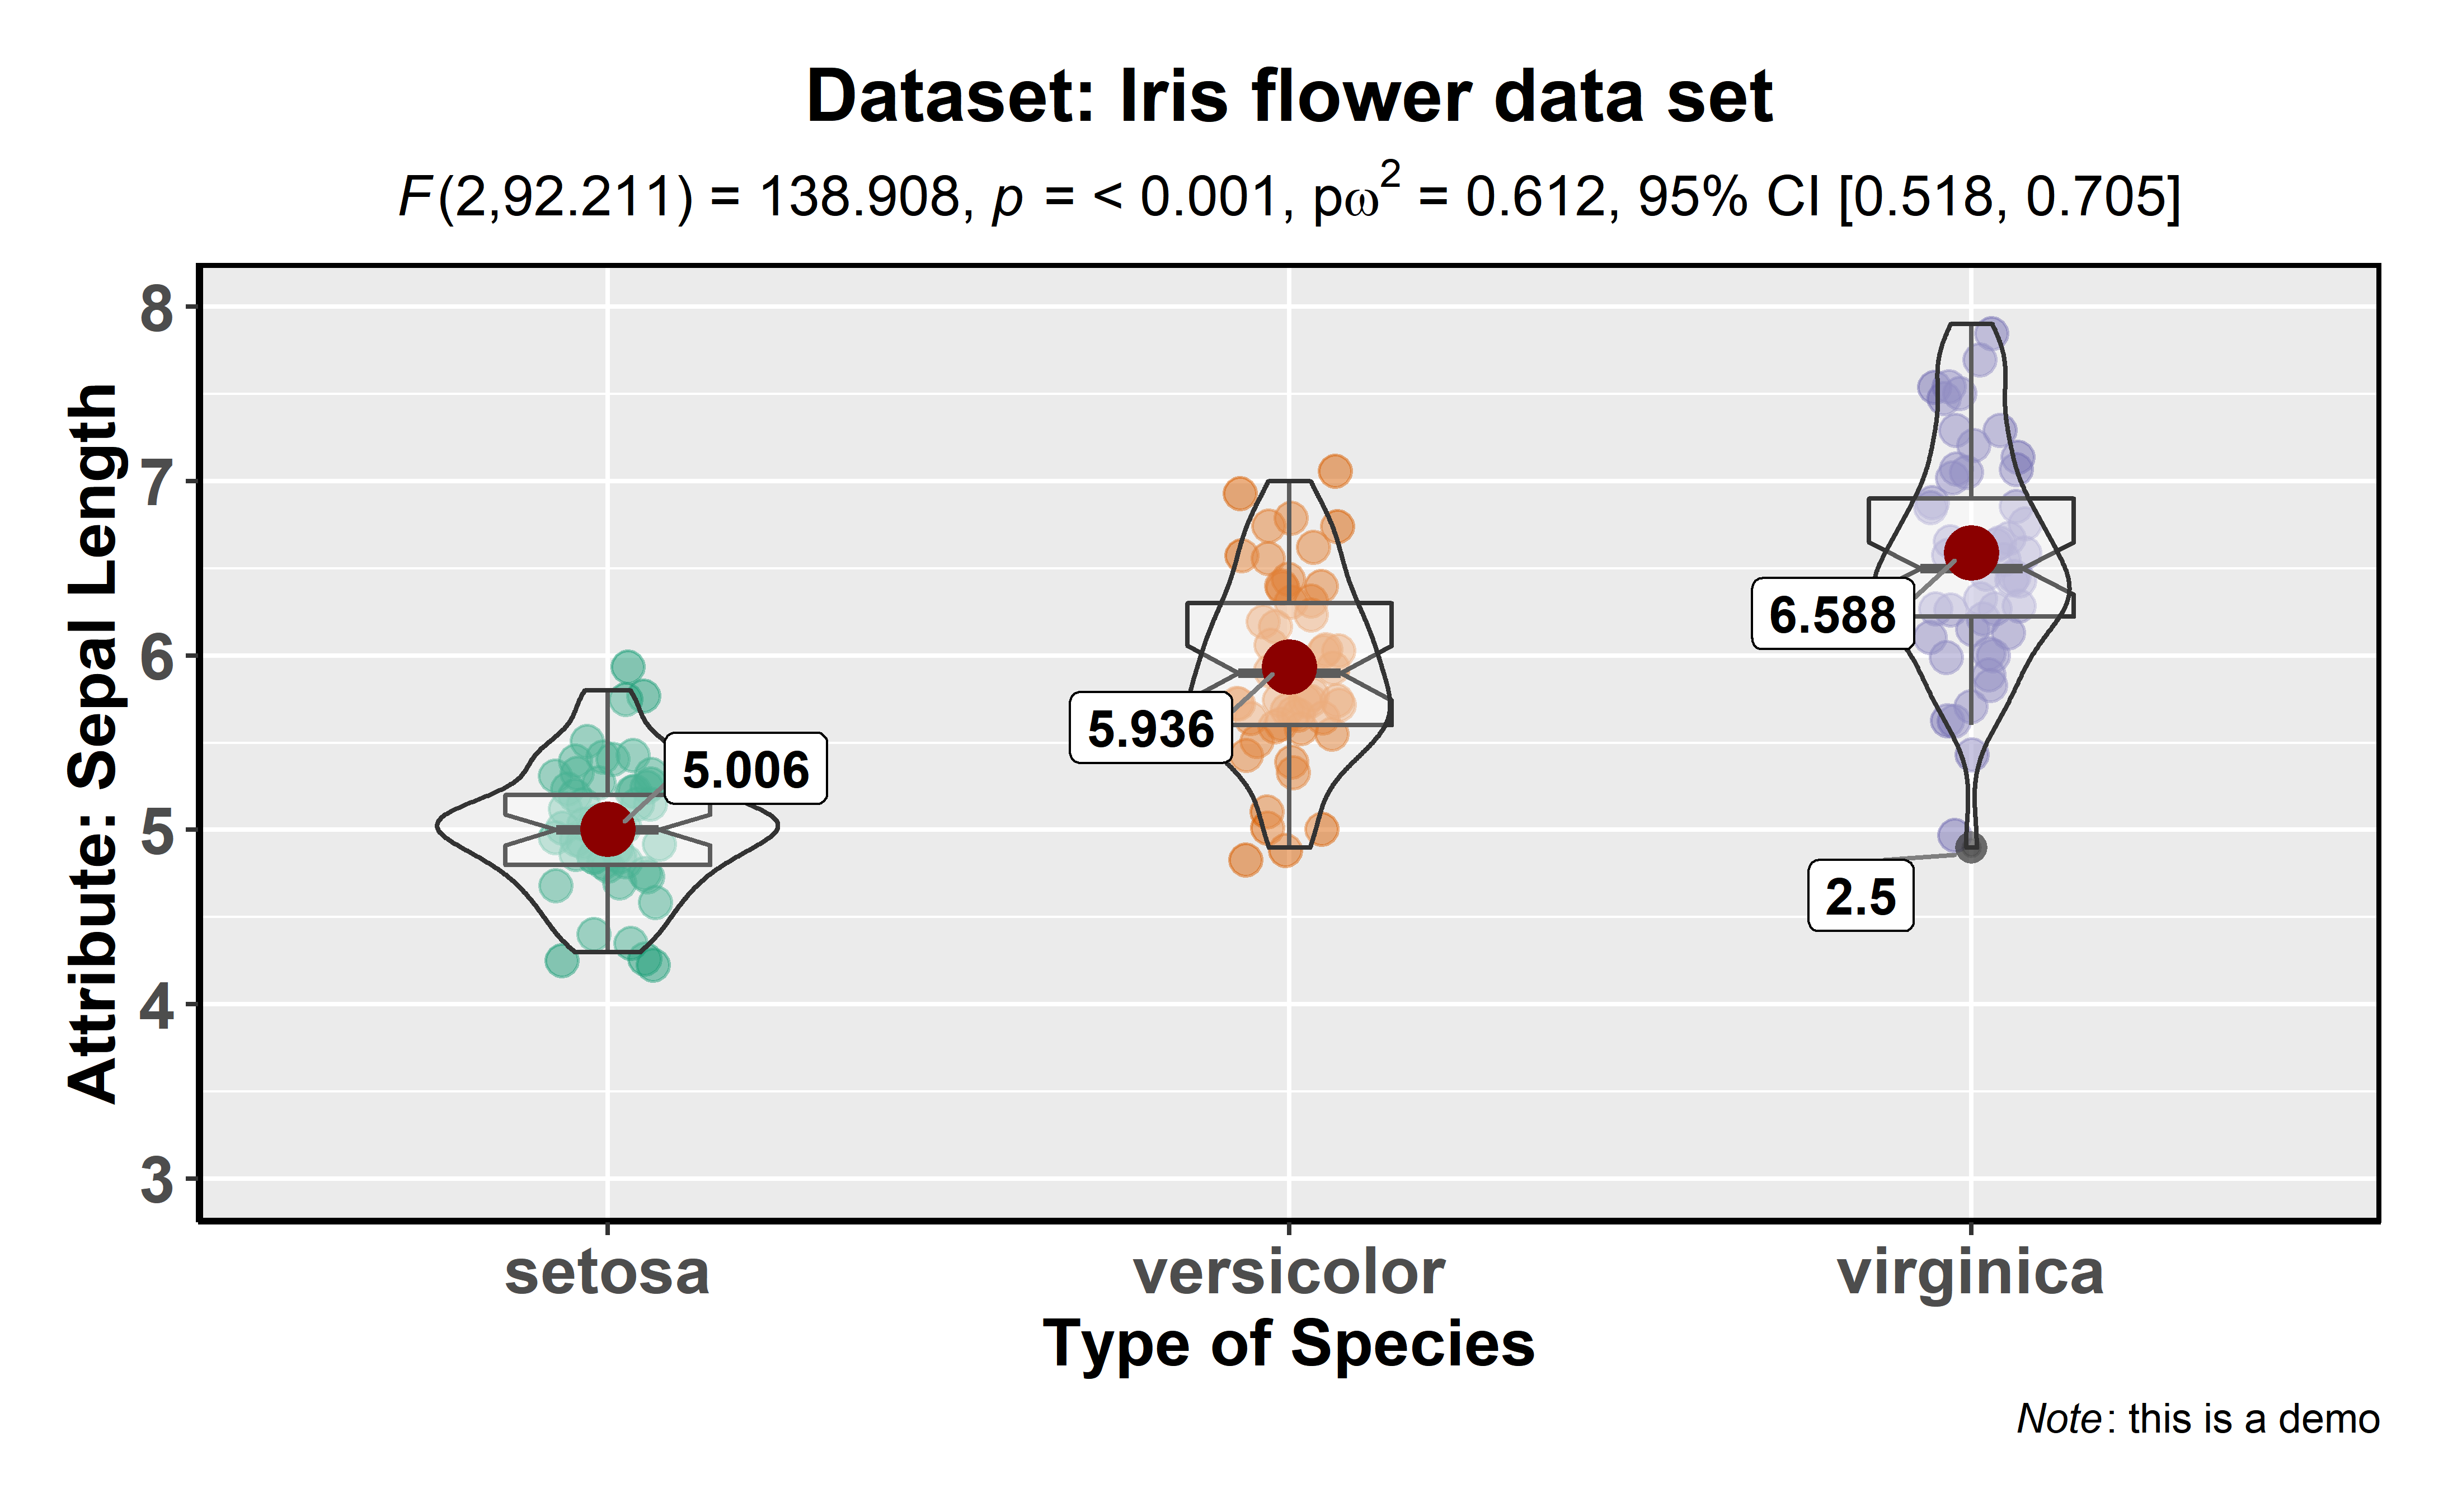 Dataset: Iris flower data set
F(2,92.211) = 138.908, p = < 0.001, pω² = 0.612, 95% CI [0.518, 0.705]
Attribute: Sepal Length
8
7
6
5
4
3
5.006
5.936
6.588
2.5
setosa versicolor virginica
Type of Species
Note: this is a demo